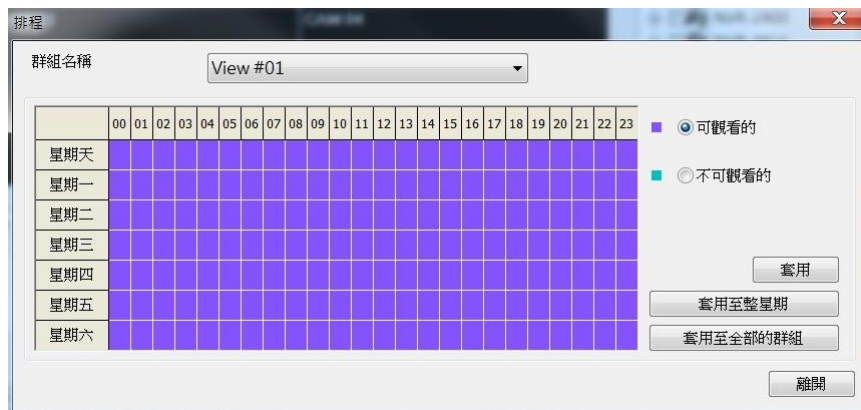 排程
群組名稱
View #01
00 01 02 03 04 05 06 07 08 09 10 11 12 13 14 15 16 17 18 19 20 21 22 23
可觀看的
星期天
星期一
不可觀看的
星期二
星期三
星期四
套用
星期五
套用至整星期
星期六
套用至全部的群組
離開